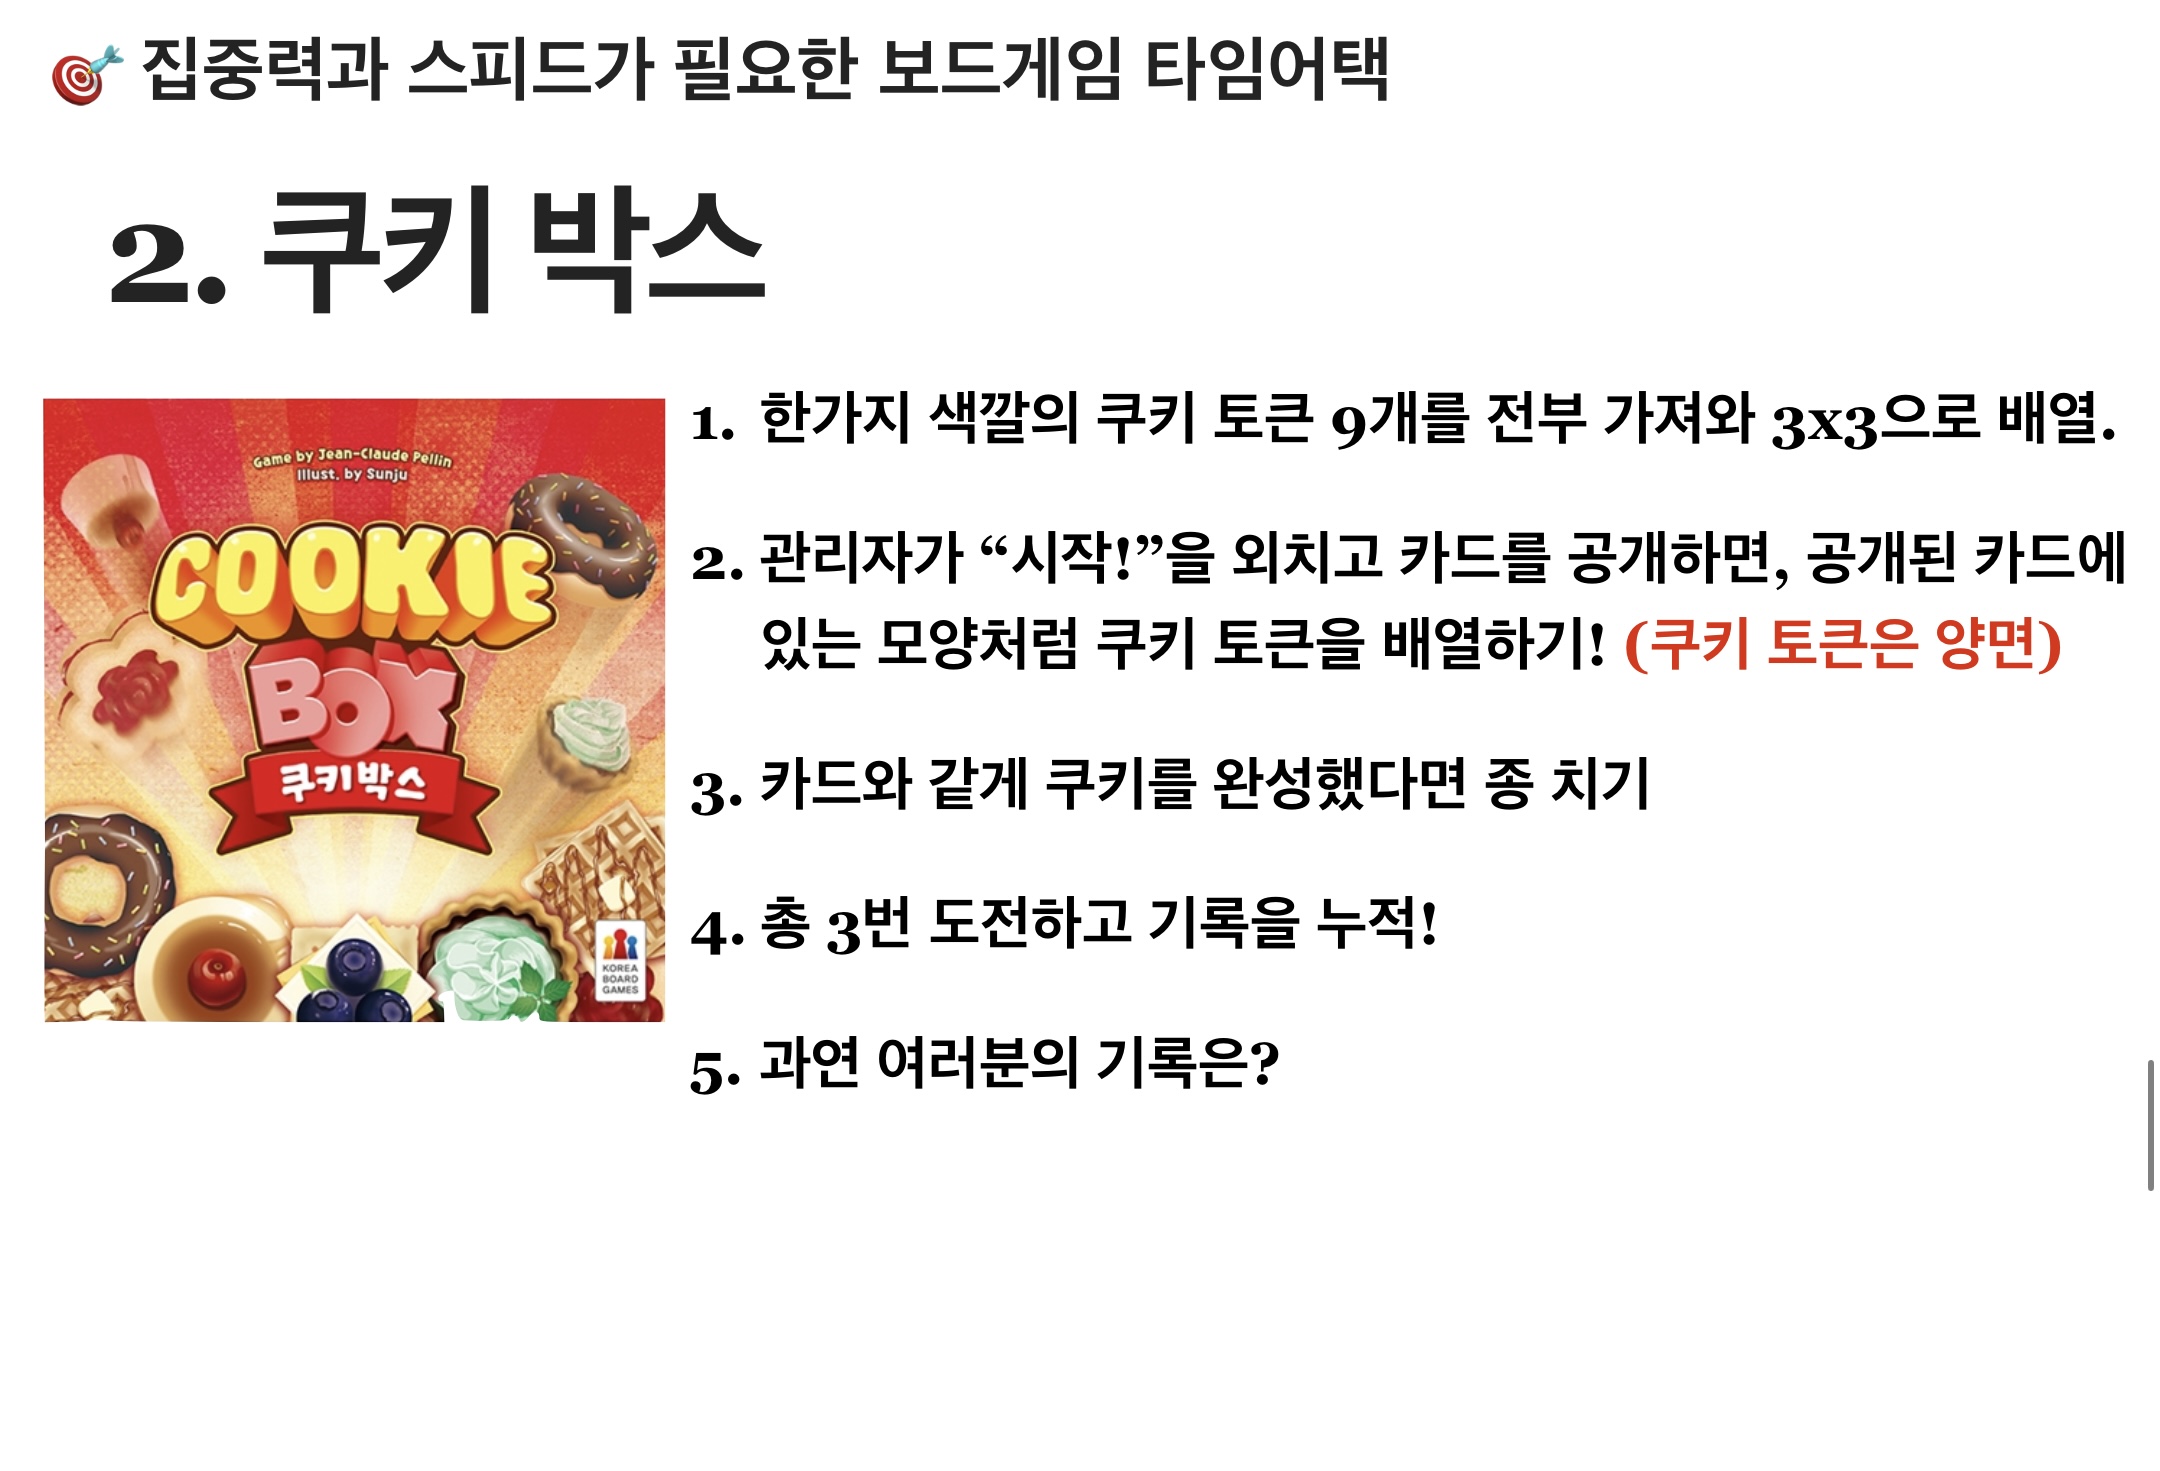 🎯 집중력과 스피드가 필요한 보드게임 타임어택
2. 쿠키 박스
Game by Jean-Claude Pellin
Illust. by Sunju
COOKIE
BOX
쿠키박스
KOREA
BOARD
GAMES
1. 한가지 색깔의 쿠키 토큰 9개를 전부 가져와 3x3으로 배열.
2. 관리자가 “시작!”을 외치고 카드를 공개하면, 공개된 카드에
있는 모양처럼 쿠키 토큰을 배열하기! (쿠키 토큰은 양면)
3. 카드와 같게 쿠키를 완성했다면 종 치기
4. 총 3번 도전하고 기록을 누적!
5. 과연 여러분의 기록은?